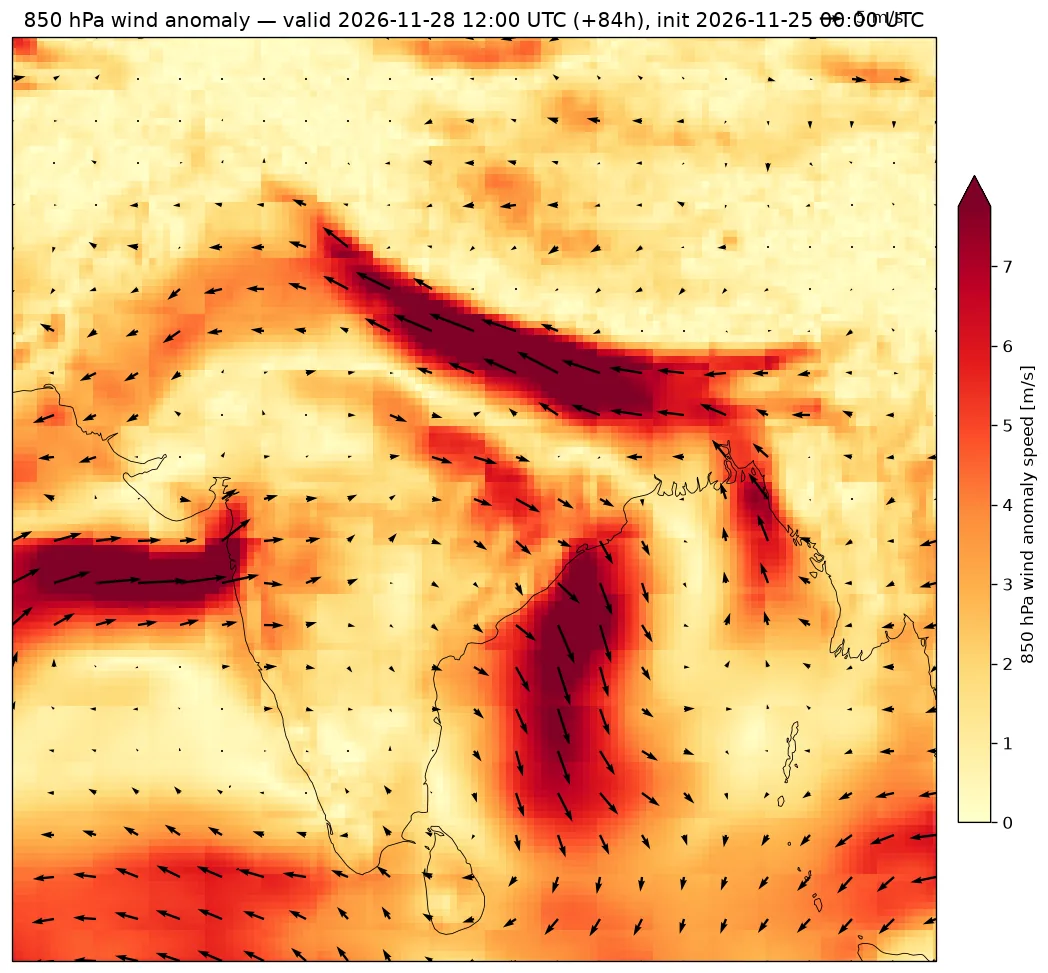 850 hPa wind anomaly — valid 2026-11-28 12:00 UTC (+84h), init 2026-11-25 00:00 UTC
5 m/s
7
6
5
4
3
2
1
0
850 hPa wind anomaly speed [m/s]